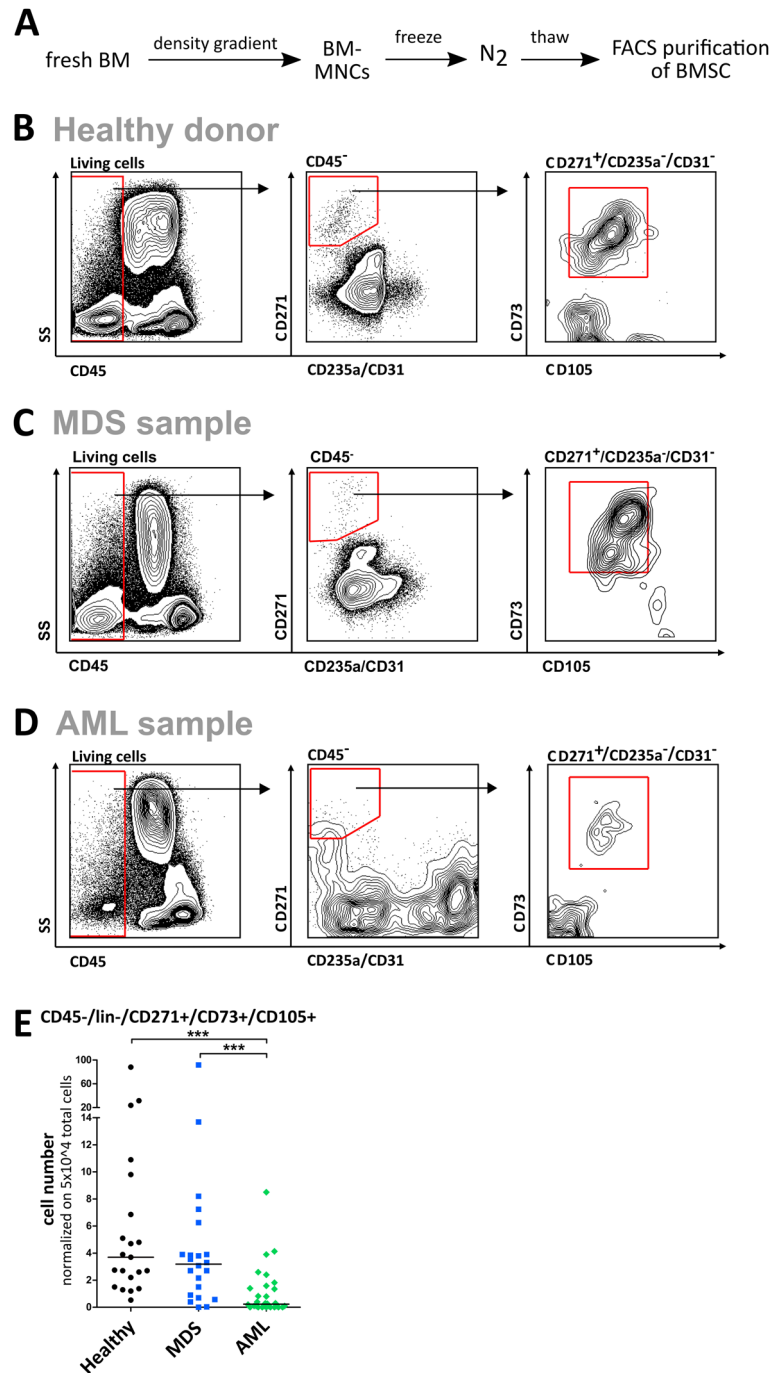 A
fresh BM
density gradient
BM-
MNCs
freeze
N2
thaw
FACS purification
of BMSC
B Healthy donor
Living cells
CD45-
CD271+/CD235a-/CD31-
SS
CD45
CD271
CD235a/CD31
CD73
CD105
C MDS sample
Living cells
CD45-
CD271+/CD235a-/CD31-
SS
CD45
CD271
CD235a/CD31
CD73
CD105
D AML sample
Living cells
CD45-
CD271+/CD235a-/CD31-
SS
CD45
CD271
CD235a/CD31
CD73
CD105
E CD45-/lin-/CD271+/CD73+/CD105+
***
***
cell number
normalized on 5x10^4 total cells
100
60
20
14
12
10
8
6
4
2
0
Healthy
MDS
AML